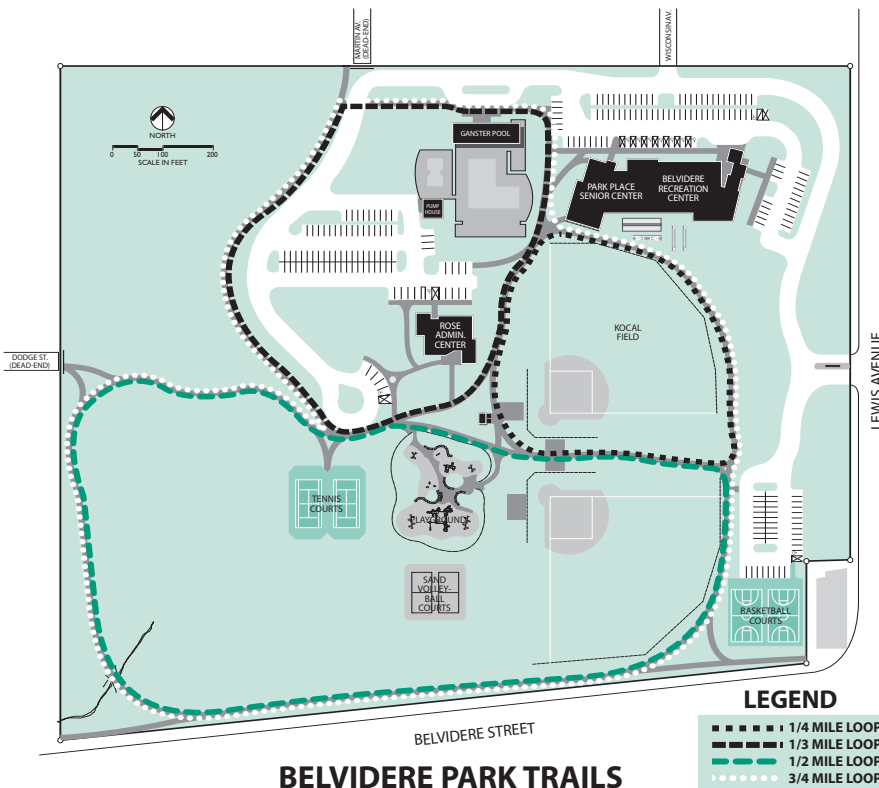 MARTIN AV.
(DEAD-END)
WISCONSIN AV.
NORTH
0 50 100 200
SCALE IN FEET
GANSTER POOL
PUMP
HOUSE
PARK PLACE
SENIOR CENTER
BELVIDERE
RECREATION
CENTER
ROSE
ADMIN.
CENTER
KOCAL
FIELD
DODGE ST.
(DEAD-END)
LEWIS AVENUE
TENNIS
COURTS
PLAYGROUND
SAND
VOLLEY-
BALL
COURTS
BASKETBALL
COURTS
BELVIDERE STREET
BELVIDERE PARK TRAILS
LEGEND
1/4 MILE LOOP
1/3 MILE LOOP
1/2 MILE LOOP
3/4 MILE LOOP